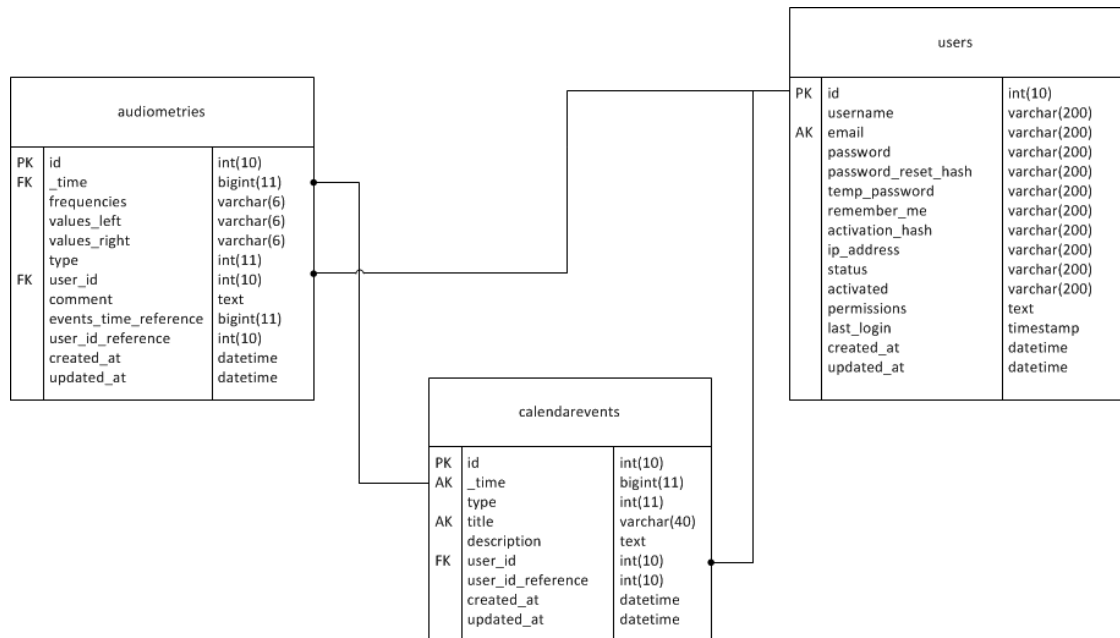 users
PK id int(10)
username varchar(200)
AK email varchar(200)
password varchar(200)
password_reset_hash varchar(200)
temp_password varchar(200)
remember_me varchar(200)
activation_hash varchar(200)
ip_address varchar(200)
status varchar(200)
activated varchar(200)
permissions text
last_login timestamp
created_at datetime
updated_at datetime
audiometries
PK id int(10)
FK _time bigint(11)
frequencies varchar(6)
values_left varchar(6)
values_right varchar(6)
type int(11)
FK user_id int(10)
comment text
events_time_reference bigint(11)
user_id_reference int(10)
created_at datetime
updated_at datetime
calendarevents
PK id int(10)
AK _time bigint(11)
type int(11)
AK title varchar(40)
description text
FK user_id int(10)
user_id_reference int(10)
created_at datetime
updated_at datetime